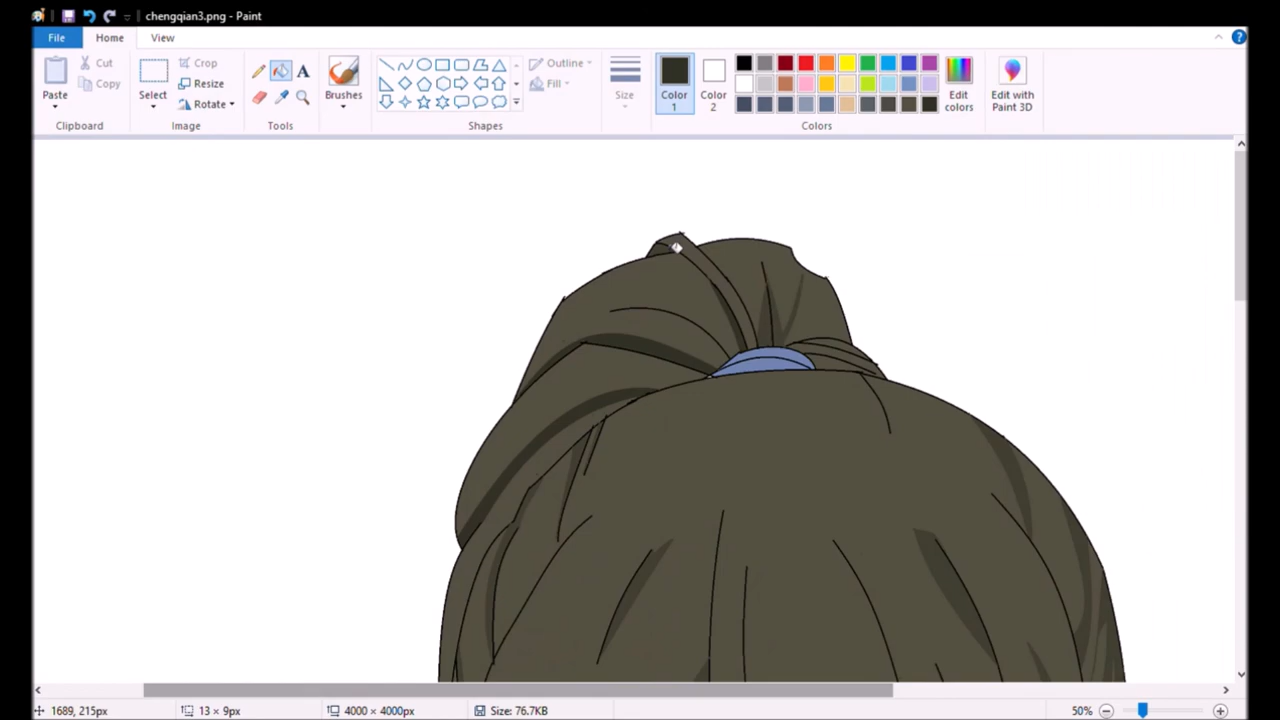 chengqian3.png - Paint
File
Home
View
Paste
Cut
Copy
Clipboard
Select
Crop
Resize
Rotate
Image
A
Tools
Brushes
Outline
Fill
Shapes
Size
Color 1
Color 2
Edit colors
Colors
Edit with Paint 3D
1689, 215px
13 × 9px
4000 × 4000px
Size: 76.7KB
50%